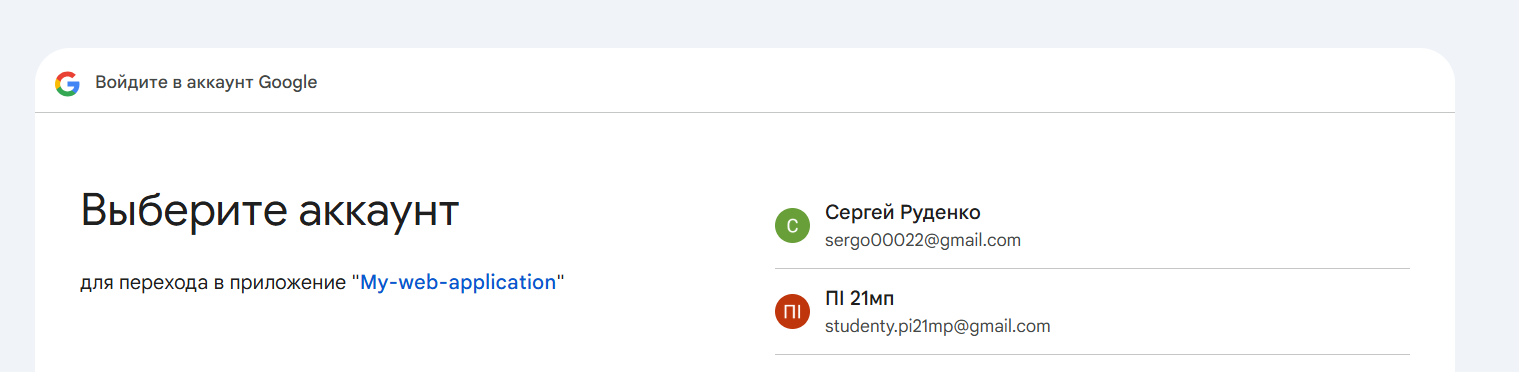 Войдите в аккаунт Google
Выберите аккаунт
для перехода в приложение "My-web-application"
С
Сергей Руденко
sergo00022@gmail.com
ПІ
ПІ 21мп
studenty.pi21mp@gmail.com